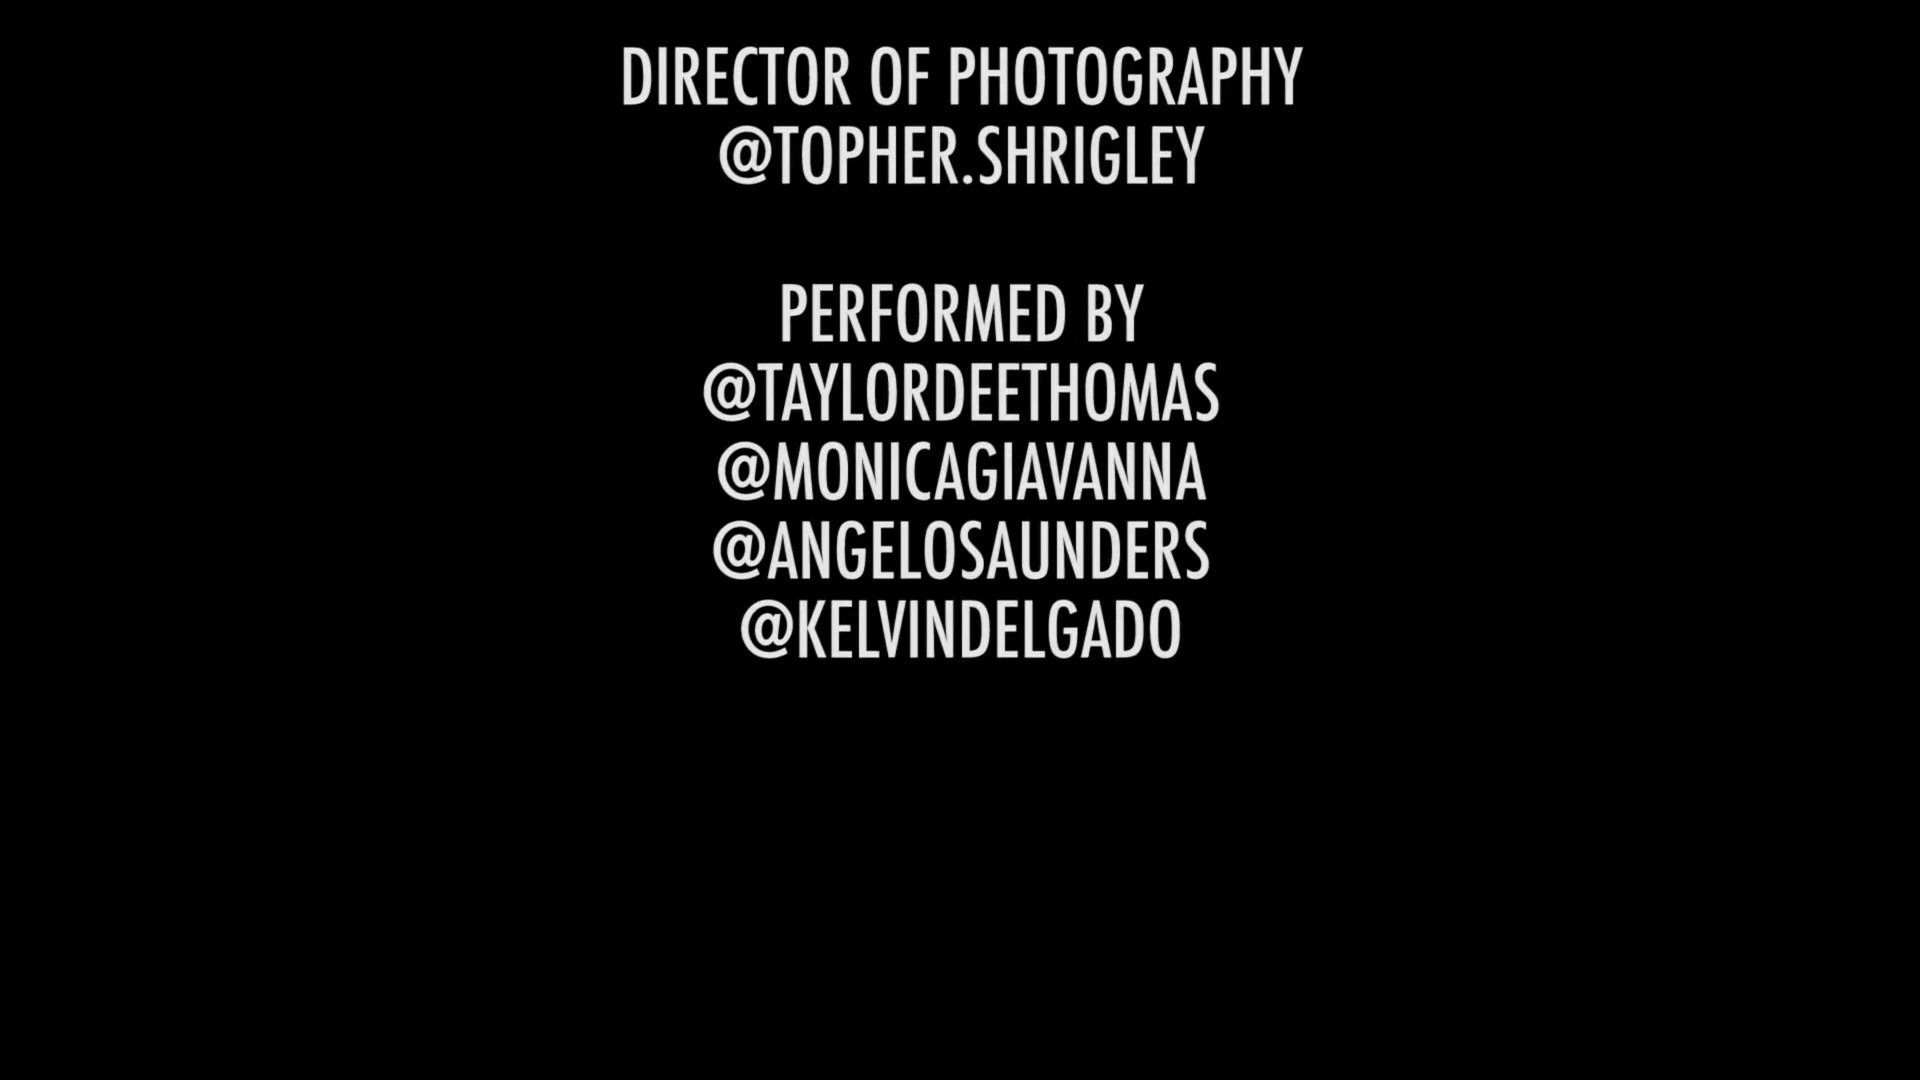 DIRECTOR OF PHOTOGRAPHY
@TOPHER.SHRIGLEY
PERFORMED BY
@TAYLORDEETHOMAS
@MONICAGIAVANNA
@ANGELOSAUNDERS
@KELVINDELGADO